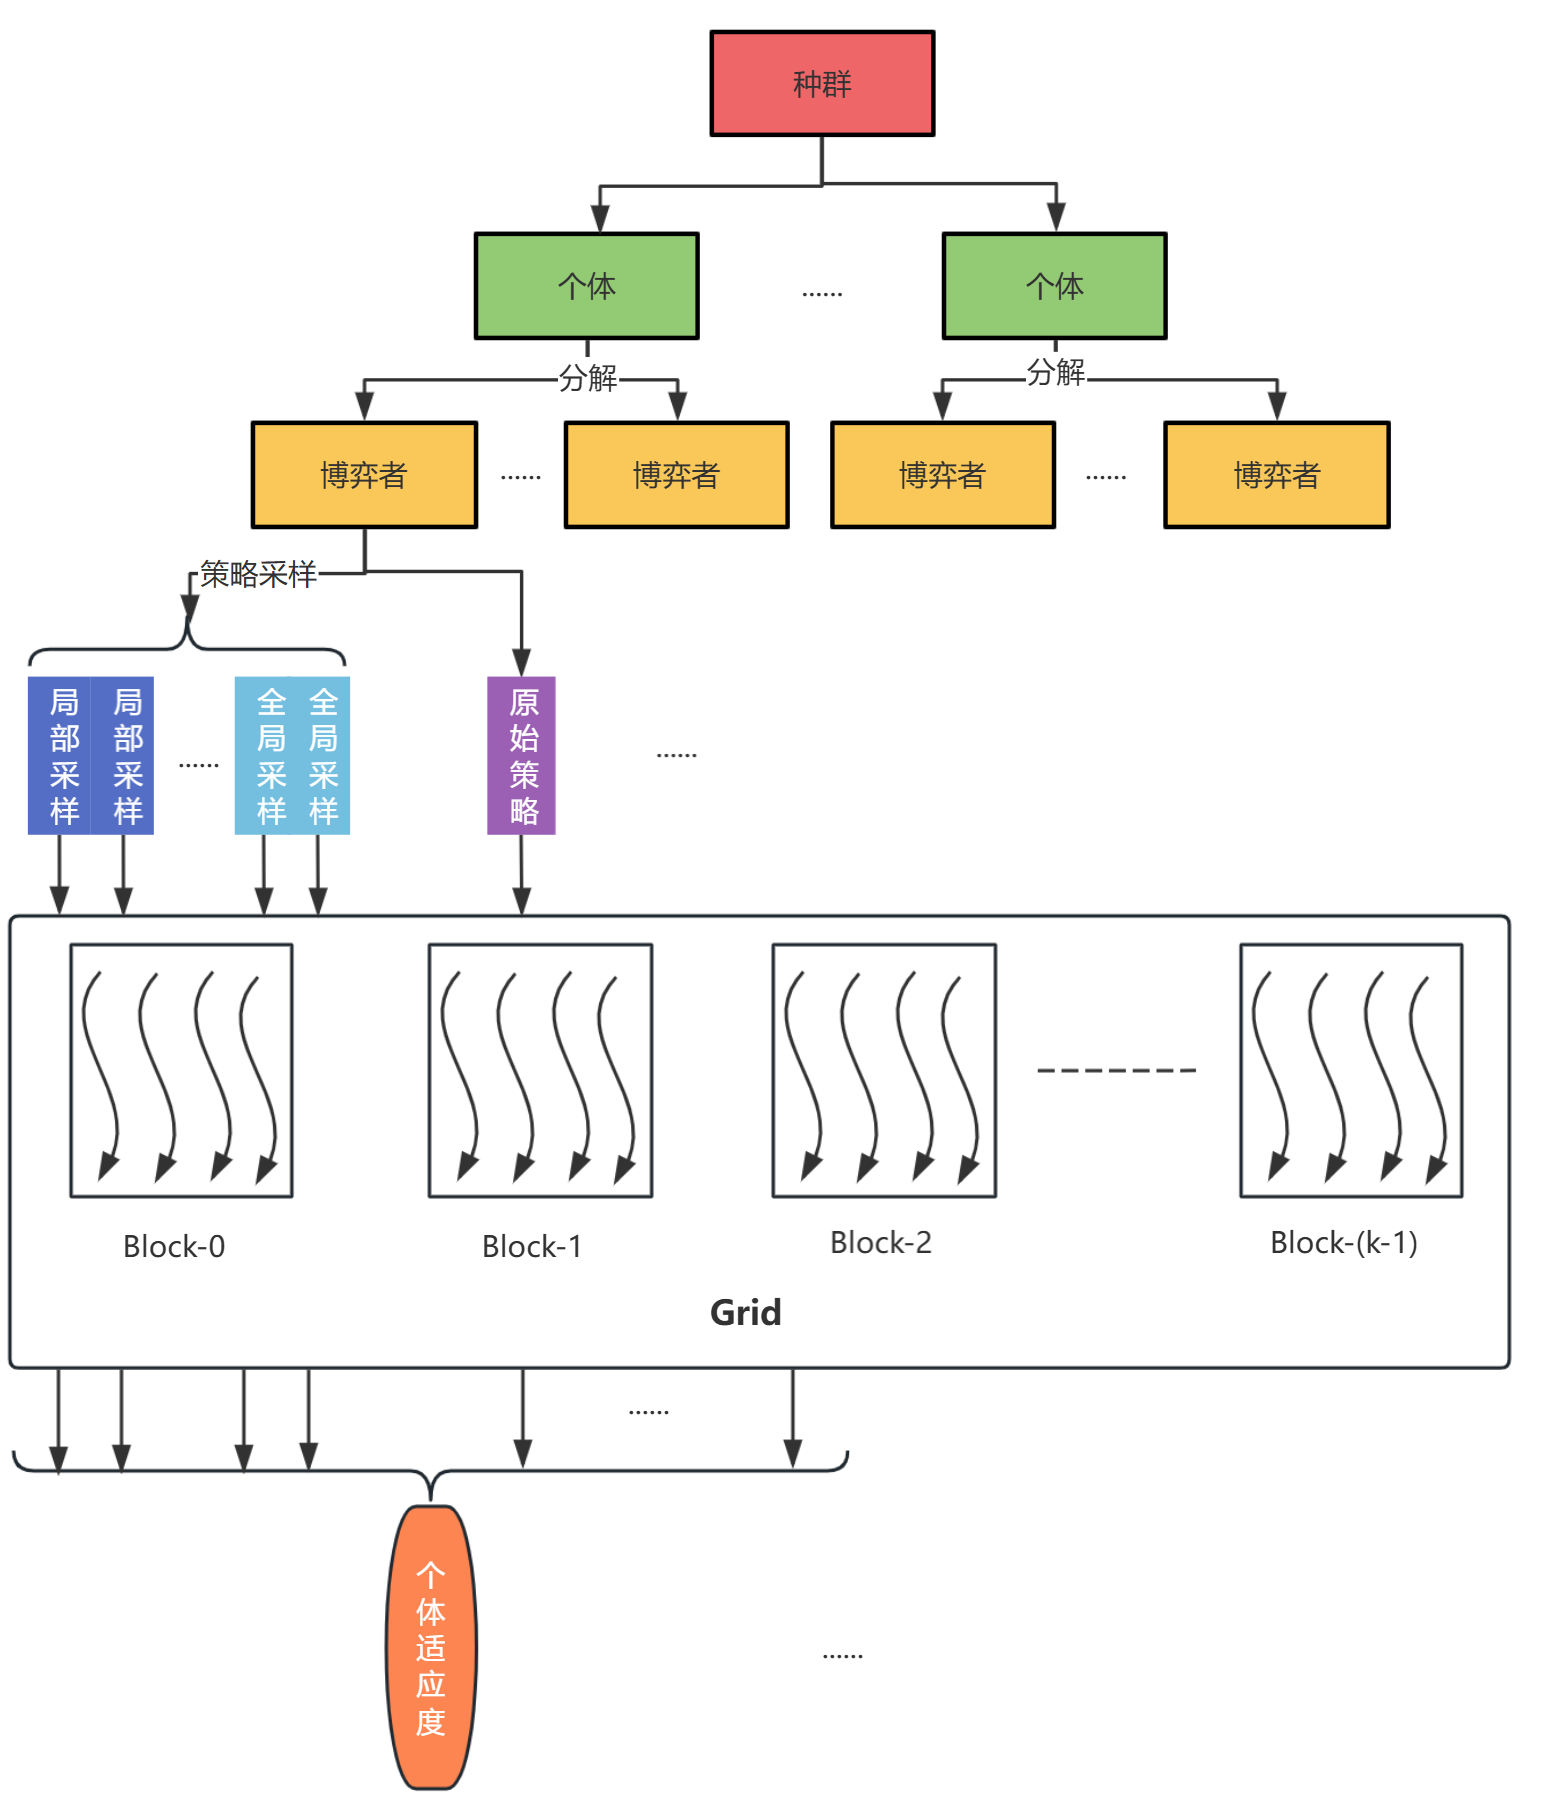 种群
个体
......
个体
分解
分解
博弈者
......
博弈者
博弈者
......
博弈者
策略采样
局部采样
局部采样
......
全局采样
全局采样
原始策略
......
Block-0
Block-1
Block-2
Block-(k-1)
Grid
......
个体适应度
......